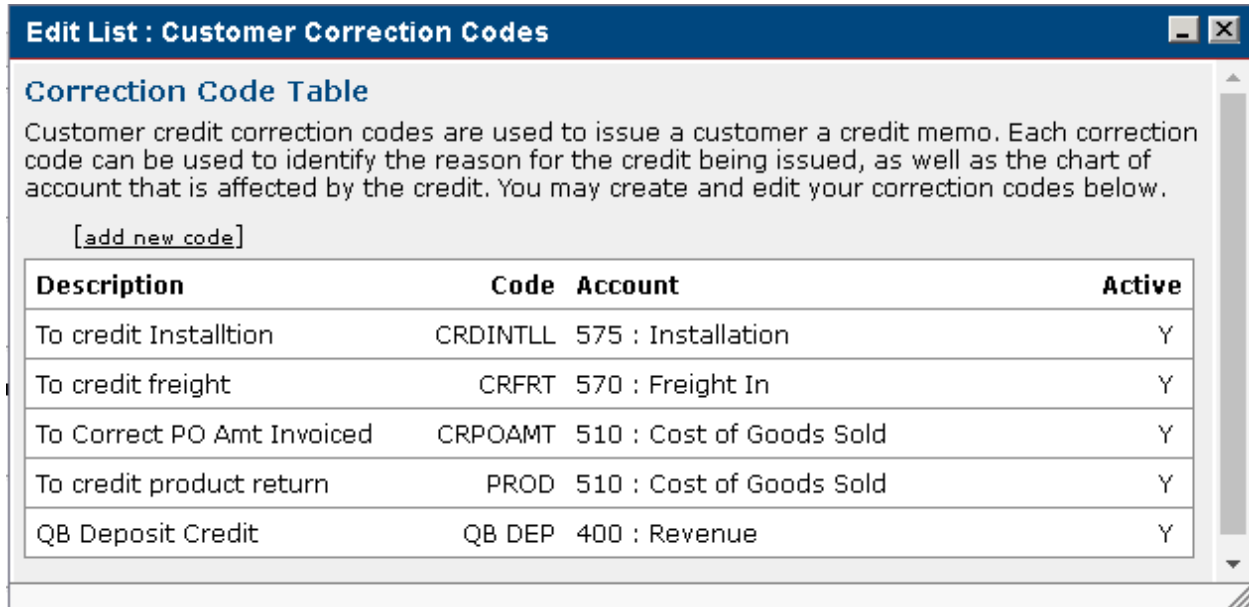 Edit List : Customer Correction Codes
Correction Code Table
Customer credit correction codes are used to issue a customer a credit memo. Each correction
code can be used to identify the reason for the credit being issued, as well as the chart of
account that is affected by the credit. You may create and edit your correction codes below.
[add new code]
Description Code Account Active
To credit Installtion CRDINTLL 575 : Installation Y
To credit freight CRFRT 570 : Freight In Y
To Correct PO Amt Invoiced CRPOAMT 510 : Cost of Goods Sold Y
To credit product return PROD 510 : Cost of Goods Sold Y
QB Deposit Credit QB DEP 400 : Revenue Y